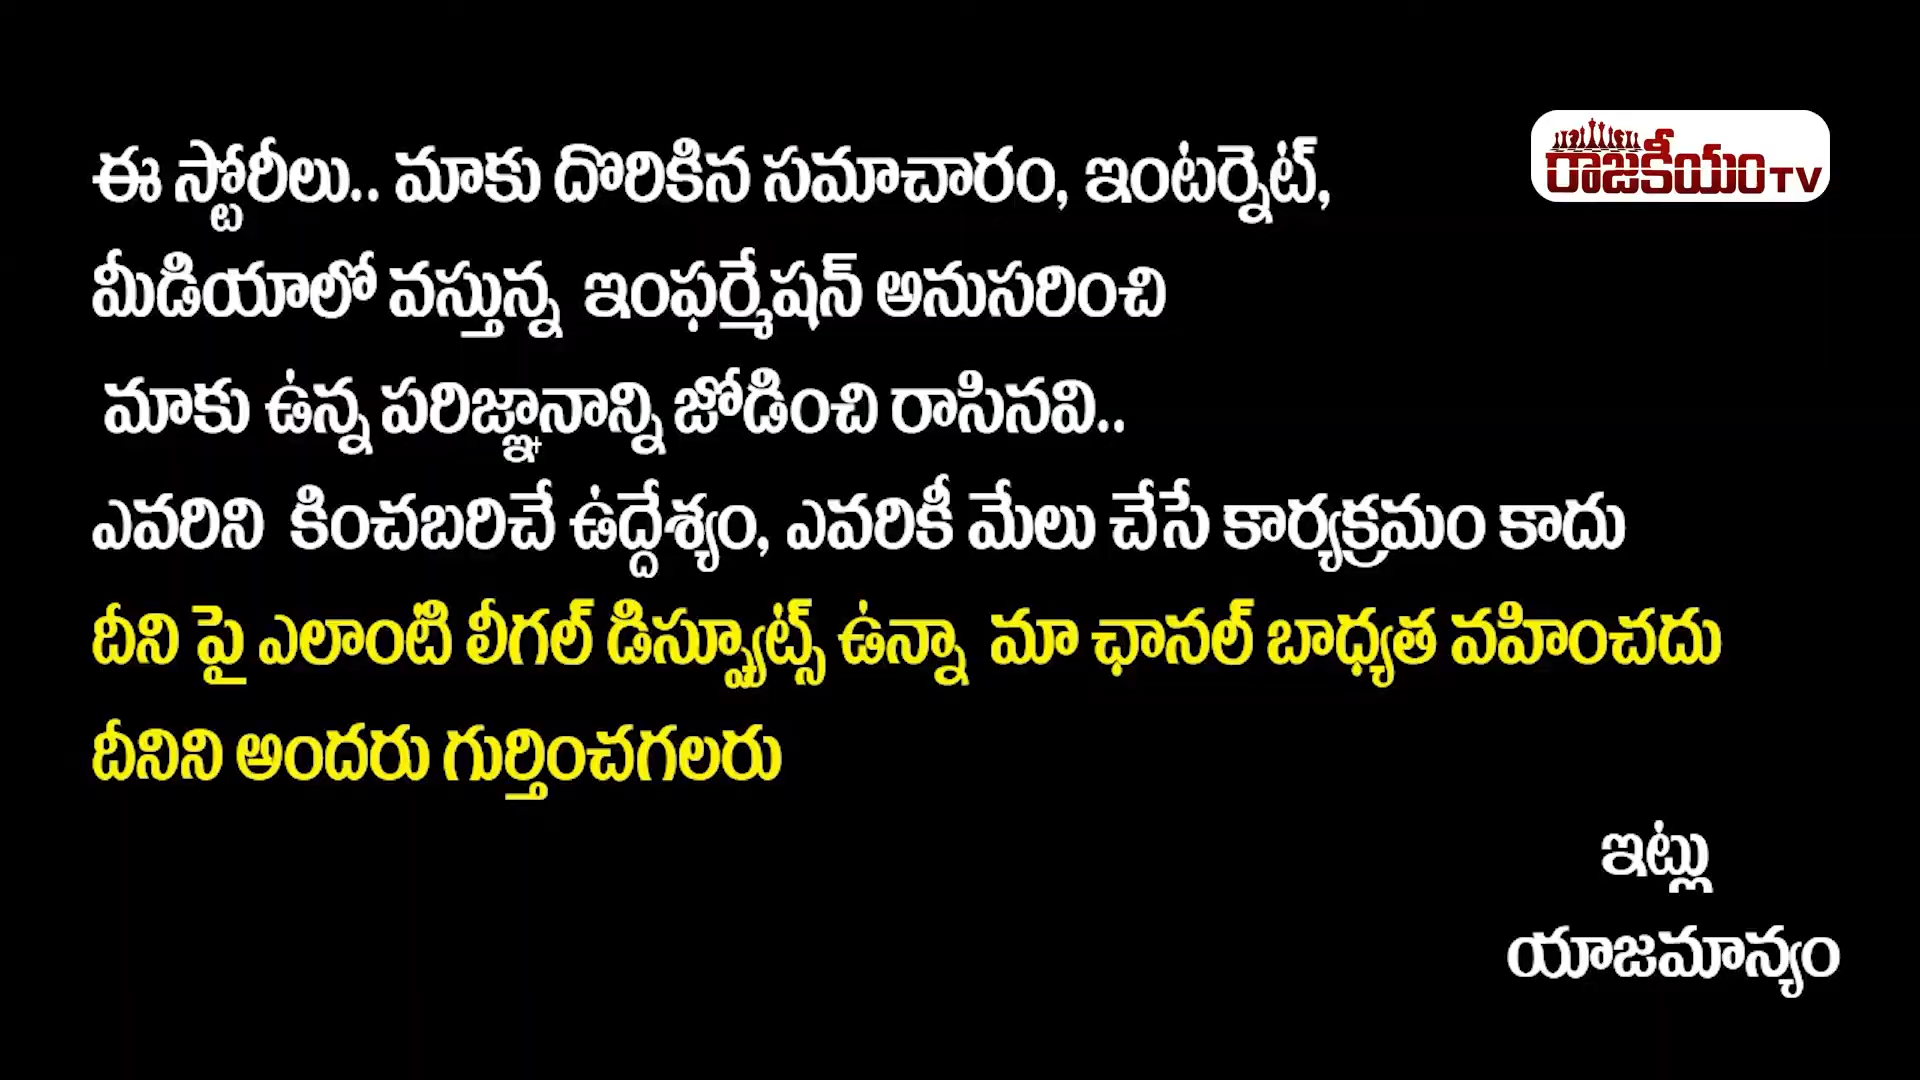 రాజకీయం TV
ఈ స్టోరీలు.. మాకు దొరికిన సమాచారం, ఇంటర్నెట్,
మీడియాలో వస్తున్న ఇంఫర్మేషన్ అనుసరించి
మాకు ఉన్న పరిజ్ఞానాన్ని జోడించి రాసినవి..
ఎవరిని కించబరిచే ఉద్దేశ్యం, ఎవరికీ మేలు చేసే కార్యక్రమం కాదు
దీని పై ఎలాంటి లీగల్ డిస్ప్యూట్స్ ఉన్నా మా ఛానల్ బాధ్యత వహించదు
దీనిని అందరు గుర్తించగలరు
ఇట్లు
యాజమాన్యం